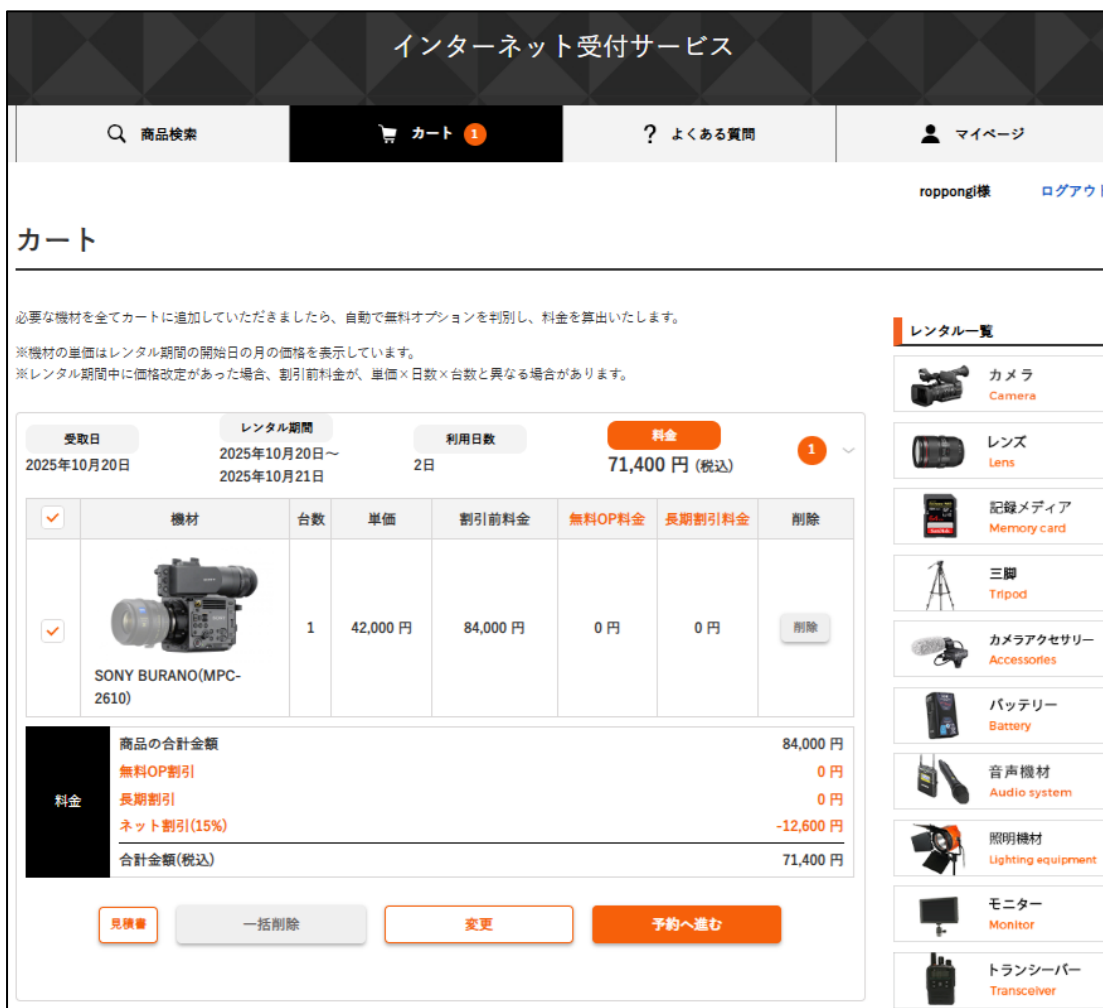 インターネット受付サービス
商品検索
カート 1
? よくある質問
マイページ
roppongi様
ログアウト
カート
必要な機材を全てカートに追加していただきましたら、自動で無料オプションを判別し、料金を算出いたします。
※機材の単価はレンタル期間の開始日の月の価格を表示しています。
※レンタル期間中に価格改定があった場合、割引前料金が、単価×日数×台数と異なる場合があります。
受取日
2025年10月20日
レンタル期間
2025年10月20日~
2025年10月21日
利用日数
2日
料金
71,400 円 (税込)
1
機材 台数 単価 割引前料金 無料OP料金 長期割引料金 削除
SONY BURANO(MPC-
2610)
1 42,000 円 84,000 円 0 円 0 円 削除
料金
商品の合計金額 84,000 円
無料OP割引 0 円
長期割引 0 円
ネット割引(15%) -12,600 円
合計金額(税込) 71,400 円
見積書 一括削除 変更 予約へ進む
レンタル一覧
カメラ
Camera
レンズ
Lens
記録メディア
Memory card
三脚
Tripod
カメラアクセサリー
Accessories
バッテリー
Battery
音声機材
Audio system
照明機材
Lighting equipment
モニター
Monitor
トランシーバー
Transceiver